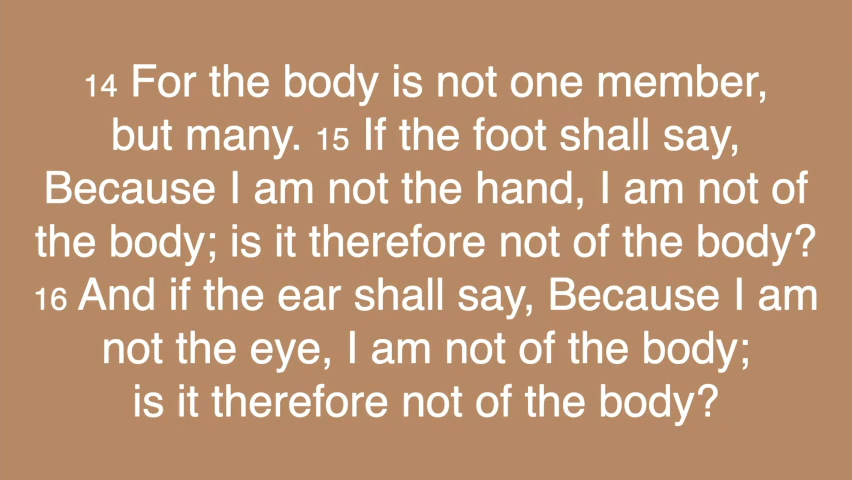 14 For the body is not one member,
but many. 15 If the foot shall say,
Because I am not the hand, I am not of
the body; is it therefore not of the body?
16 And if the ear shall say, Because I am
not the eye, I am not of the body;
is it therefore not of the body?